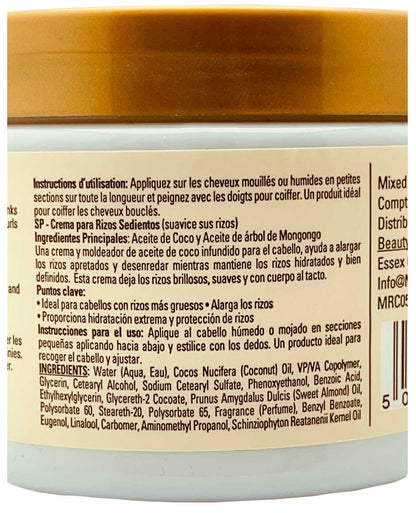 Instructions d'utilisation: Appliquez sur les cheveux mouillés ou humides en petites
sections sur toute la longueur et peignez avec les doigts pour coiffer. Un produit idéal
pour coiffer les cheveux bouclés.
SP - Crema para Rizos Sedientos (suavice sus rizos)
Ingredientes Principales: Aceite de Coco y Aceite de árbol de Mongongo
Una crema y moldeador de aceite coco infundido para el cabello, ayuda a alargar
los rizos apretados y desenredar mientras mantiene los rizos hidratados y bien
definidos. Esta crema deja los rizos brillosos, suaves y con cuerpo al tacto.
Puntos clave:
• Ideal para cabellos con rizos más gruesos • Alarga los rizos
• Proporciona hidratación extrema y protección de rizos
Instrucciones para el uso: Aplique al cabello húmedo o mojado en sections
pequeñas aplicando hacia abajo y estilice con los dedos. Un producto ideal para
recoger el cabello y ajustar.
INGREDIENTS: Water (Aqua, Eau), Cocos Nucifera (Coconut) Oil, VP/VA Copolymer,
Glycerin, Cetearyl Alcohol, Sodium Cetearyl Sulfate, Phenoxyethanol, Benzoic Acid,
Ethylhexylglycerin, Glycereth-2 Cocoate, Prunus Amygdalus Dulcis (Sweet Almond) Oil,
Polysorbate 60, Steareth-20, Polysorbate 65, Fragrance (Perfume), Benzyl Benzoate,
Eugenol, Linalool, Carbomer, Aminomethyl Propanol, Schinziophyton Reatanenii Kernel Oil
and
Mixed
Compt
Distrib
Beauty
Essex
Info@M
MRC05
5